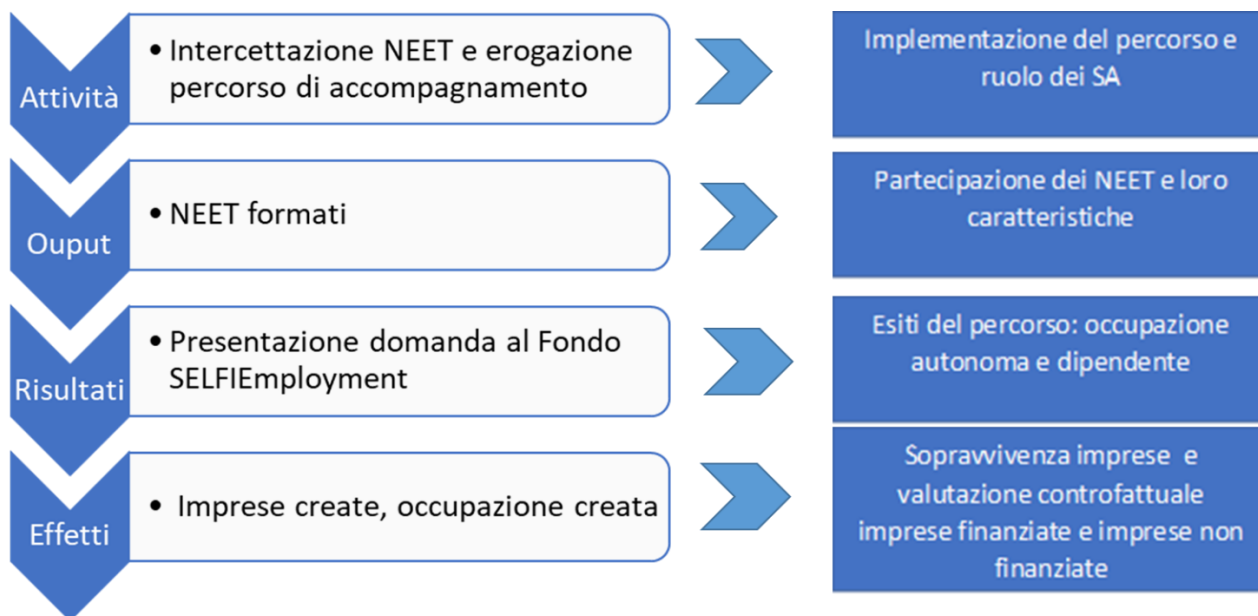 Attività
• Intercettazione NEET e erogazione
percorso di accompagnamento
Implementazione del percorso e
ruolo dei SA
Ouput
• NEET formati
Partecipazione dei NEET e loro
caratteristiche
Risultati
• Presentazione domanda al Fondo
SELFIEmployment
Esiti del percorso: occupazione
autonoma e dipendente
Effetti
• Imprese create, occupazione creata
Sopravvivenza imprese e
valutazione controfattuale
imprese finanziate e imprese non
finanziate